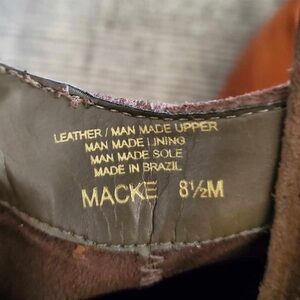 LEATHER / MAN MADE UPPER
MAN MADE LINING
MAN MADE SOLE
MADE IN BRAZIL
MACKE 8½M